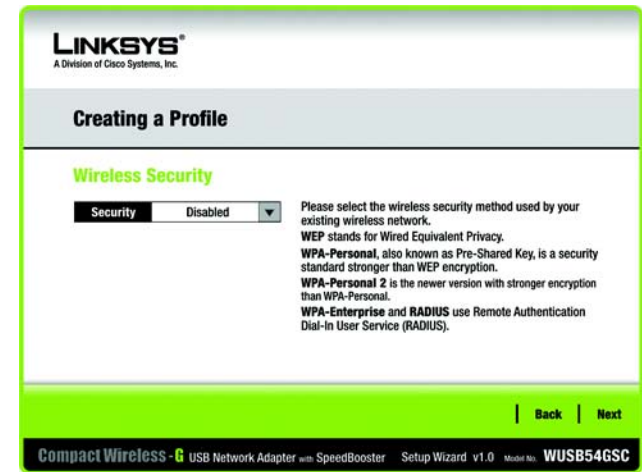 LINKSYS®
A Division of Cisco Systems, Inc.
Creating a Profile
Wireless Security
Security Disabled
Please select the wireless security method used by your
existing wireless network.
WEP stands for Wired Equivalent Privacy.
WPA-Personal, also known as Pre-Shared Key, is a security
standard stronger than WEP encryption.
WPA-Personal 2 is the newer version with stronger encryption
than WPA-Personal.
WPA-Enterprise and RADIUS use Remote Authentication
Dial-In User Service (RADIUS).
Back Next
Compact Wireless-G USB Network Adapter with SpeedBooster Setup Wizard v1.0 Model No. WUSB54GSC